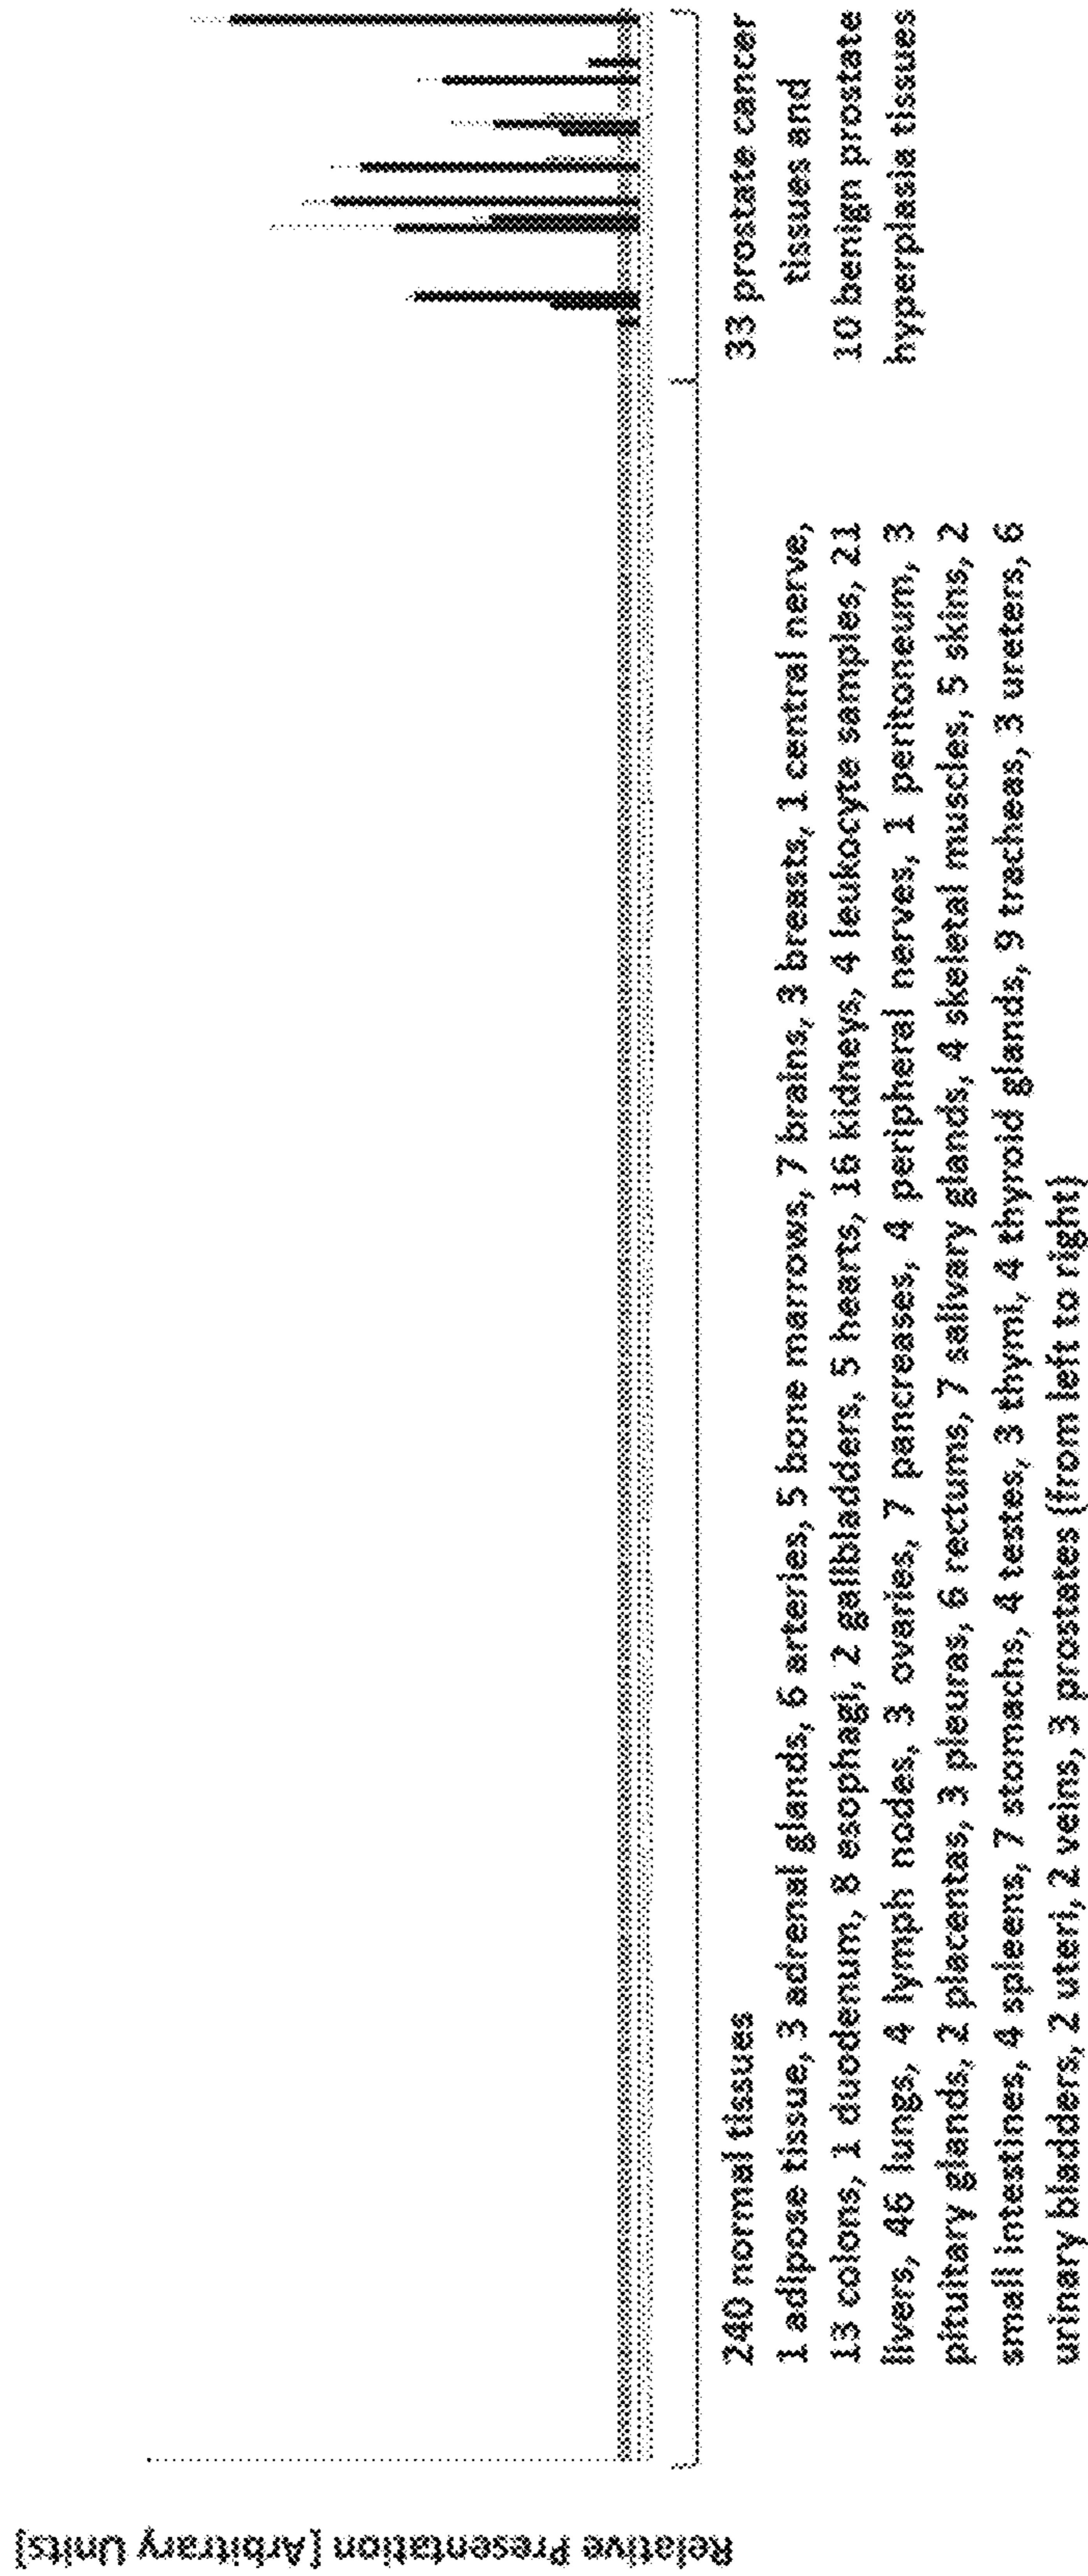 Relative Presentation [Arbitrary Units]
240 normal tissues
1 adipose tissue, 3 adrenal glands, 6 arteries, 5 bone marrows, 7 brains, 3 breasts, 1 central nerve,
13 colons, 1 duodenum, 8 esophagi, 2 gallbladders, 5 hearts, 16 kidneys, 4 leukocyte samples, 21
livers, 46 lungs, 4 lymph nodes, 3 ovaries, 7 pancreases, 4 peripheral nerves, 1 peritoneum, 3
pituitary glands, 2 placentas, 3 pleuras, 6 rectums, 7 salivary glands, 4 skeletal muscles, 5 skins, 2
small intestines, 4 spleens, 7 stomachs, 4 testes, 3 thymi, 4 thyroid glands, 9 tracheas, 3 ureters, 6
urinary bladders, 2 uteri, 2 veins, 3 prostates (from left to right)
33 prostate cancer
tissues and
10 benign prostate
hyperplasia tissues